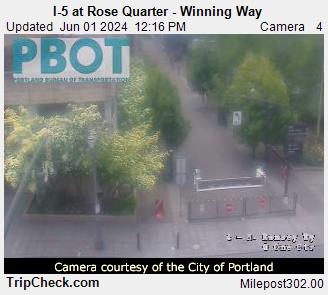 I-5 at Rose Quarter - Winning Way
Updated Jun 01 2024 12:16 PM Camera 4
PBOT
PORTLAND BUREAU OF TRANSPORTATION
Camera courtesy of the City of Portland
TripCheck.com Milepost302.00